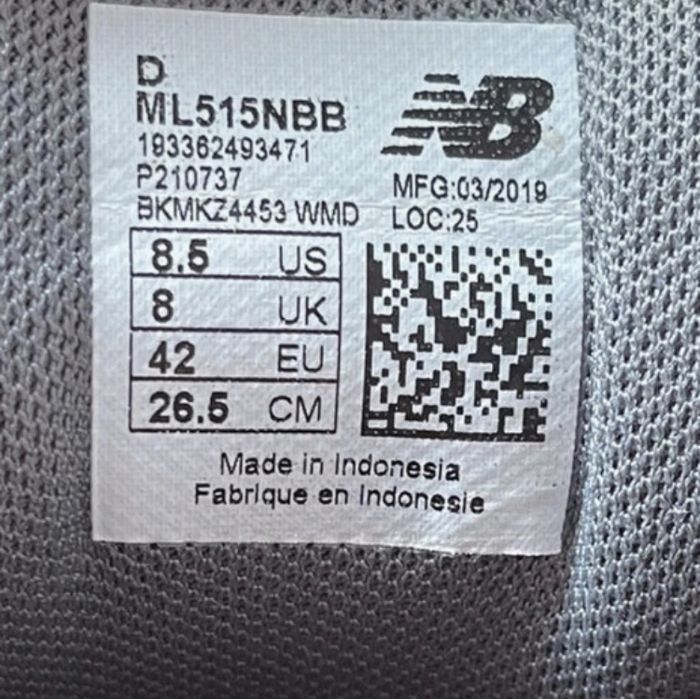 D
ML515NBB
193362493471
P210737
BKMKZ4453 WMD
NB
MFG:03/2019
LOC:25
8.5 US
8 UK
42 EU
26.5 CM
Made in Indonesia
Fabrique en Indonesie